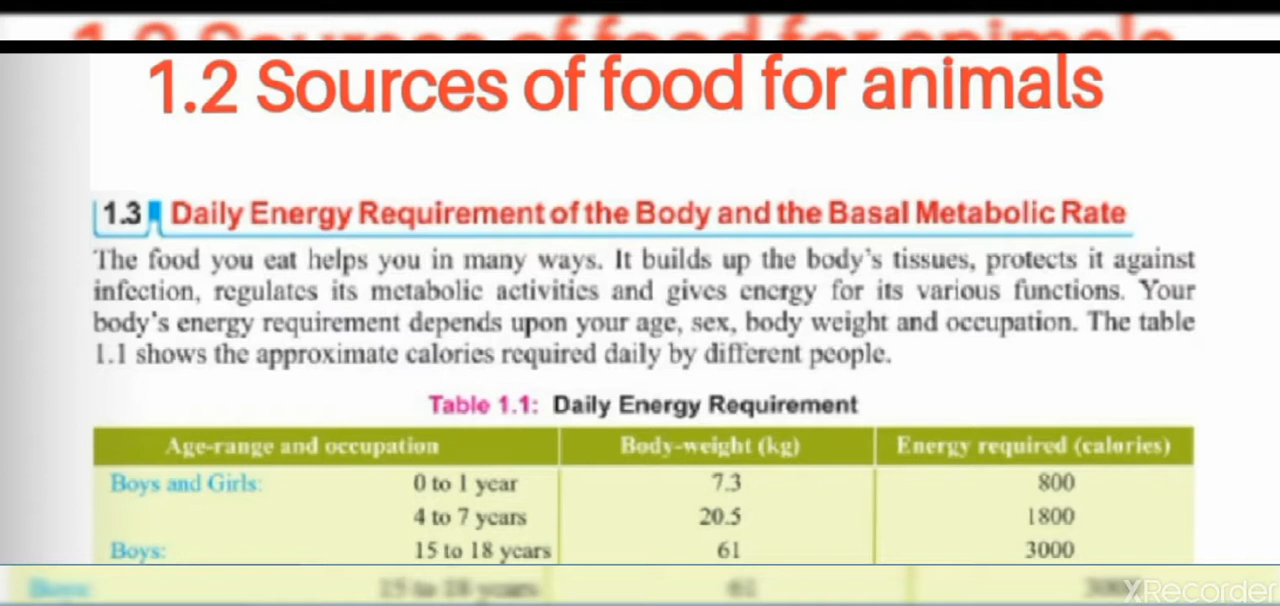 1.2 Sources of food for animals
1.3 Daily Energy Requirement of the Body and the Basal Metabolic Rate
The food you eat helps you in many ways. It builds up the body's tissues, protects it against
infection, regulates its metabolic activities and gives energy for its various functions. Your
body's energy requirement depends upon your age, sex, body weight and occupation. The table
1.1 shows the approximate calories required daily by different people.
Table 1.1: Daily Energy Requirement
Age-range and occupation Body-weight (kg) Energy required (calories)
Boys and Girls: 0 to 1 year 7.3 800
4 to 7 years 20.5 1800
Boys: 15 to 18 years 61 3000
XRecorder